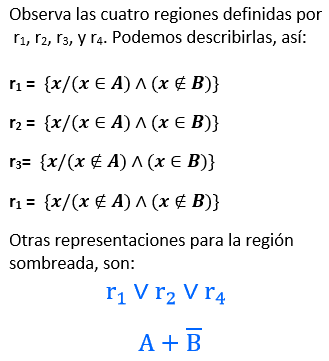 Observa las cuatro regiones definidas por
r₁, r₂, r₃, y r₄. Podemos describirlas, así:
r₁ = {x/(x ∈ A) ∧ (x ∉ B)}
r₂ = {x/(x ∈ A) ∧ (x ∈ B)}
r₃= {x/(x ∉ A) ∧ (x ∈ B)}
r₁ = {x/(x ∉ A) ∧ (x ∉ B)}
Otras representaciones para la región
sombreada, son:
r₁ ∨ r₂ ∨ r₄
A + B̅